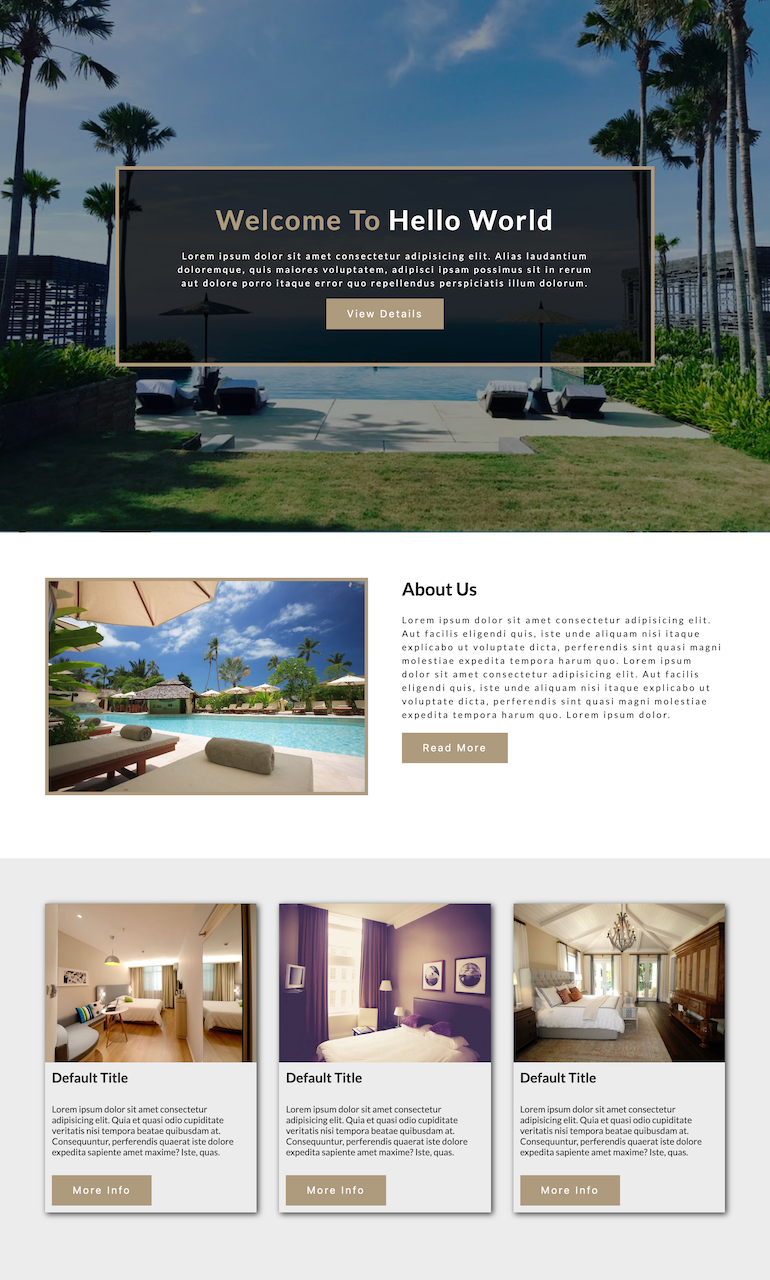 Welcome To Hello World
Lorem ipsum dolor sit amet consectetur adipisicing elit. Alias laudantium
doloremque, quis maiores voluptatem, adipisci ipsam possimus sit in rerum
aut dolore porro itaque error quo repellendus perspiciatis illum dolorum.
View Details
About Us
Lorem ipsum dolor sit amet consectetur adipisicing elit.
Aut facilis eligendi quis, iste unde aliquam nisi itaque
explicabo ut voluptate dicta, perferendis sint quasi magni
molestiae expedita tempora harum quo. Lorem ipsum
dolor sit amet consectetur adipisicing elit. Aut facilis
eligendi quis, iste unde aliquam nisi itaque explicabo ut
voluptate dicta, perferendis sint quasi magni molestiae
expedita tempora harum quo. Lorem ipsum dolor.
Read More
Default Title
Lorem ipsum dolor sit amet consectetur
adipisicing elit. Quia et quasi odio cupiditate
veritatis nisi tempora beatae quibusdam at.
Consequuntur, perferendis quaerat iste dolore
expedita sapiente amet maxime? Iste, quas.
More Info
Default Title
Lorem ipsum dolor sit amet consectetur
adipisicing elit. Quia et quasi odio cupiditate
veritatis nisi tempora beatae quibusdam at.
Consequuntur, perferendis quaerat iste dolore
expedita sapiente amet maxime? Iste, quas.
More Info
Default Title
Lorem ipsum dolor sit amet consectetur
adipisicing elit. Quia et quasi odio cupiditate
veritatis nisi tempora beatae quibusdam at.
Consequuntur, perferendis quaerat iste dolore
expedita sapiente amet maxime? Iste, quas.
More Info